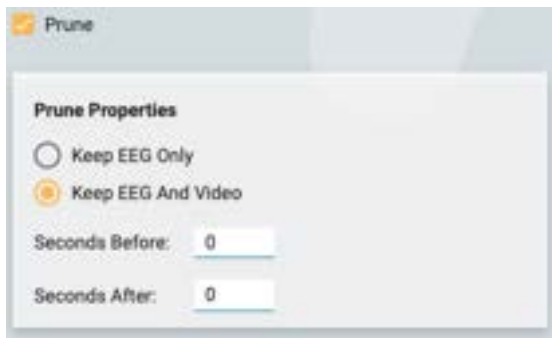 Prune
Prune Properties
Keep EEG Only
Keep EEG And Video
Seconds Before: 0
Seconds After: 0